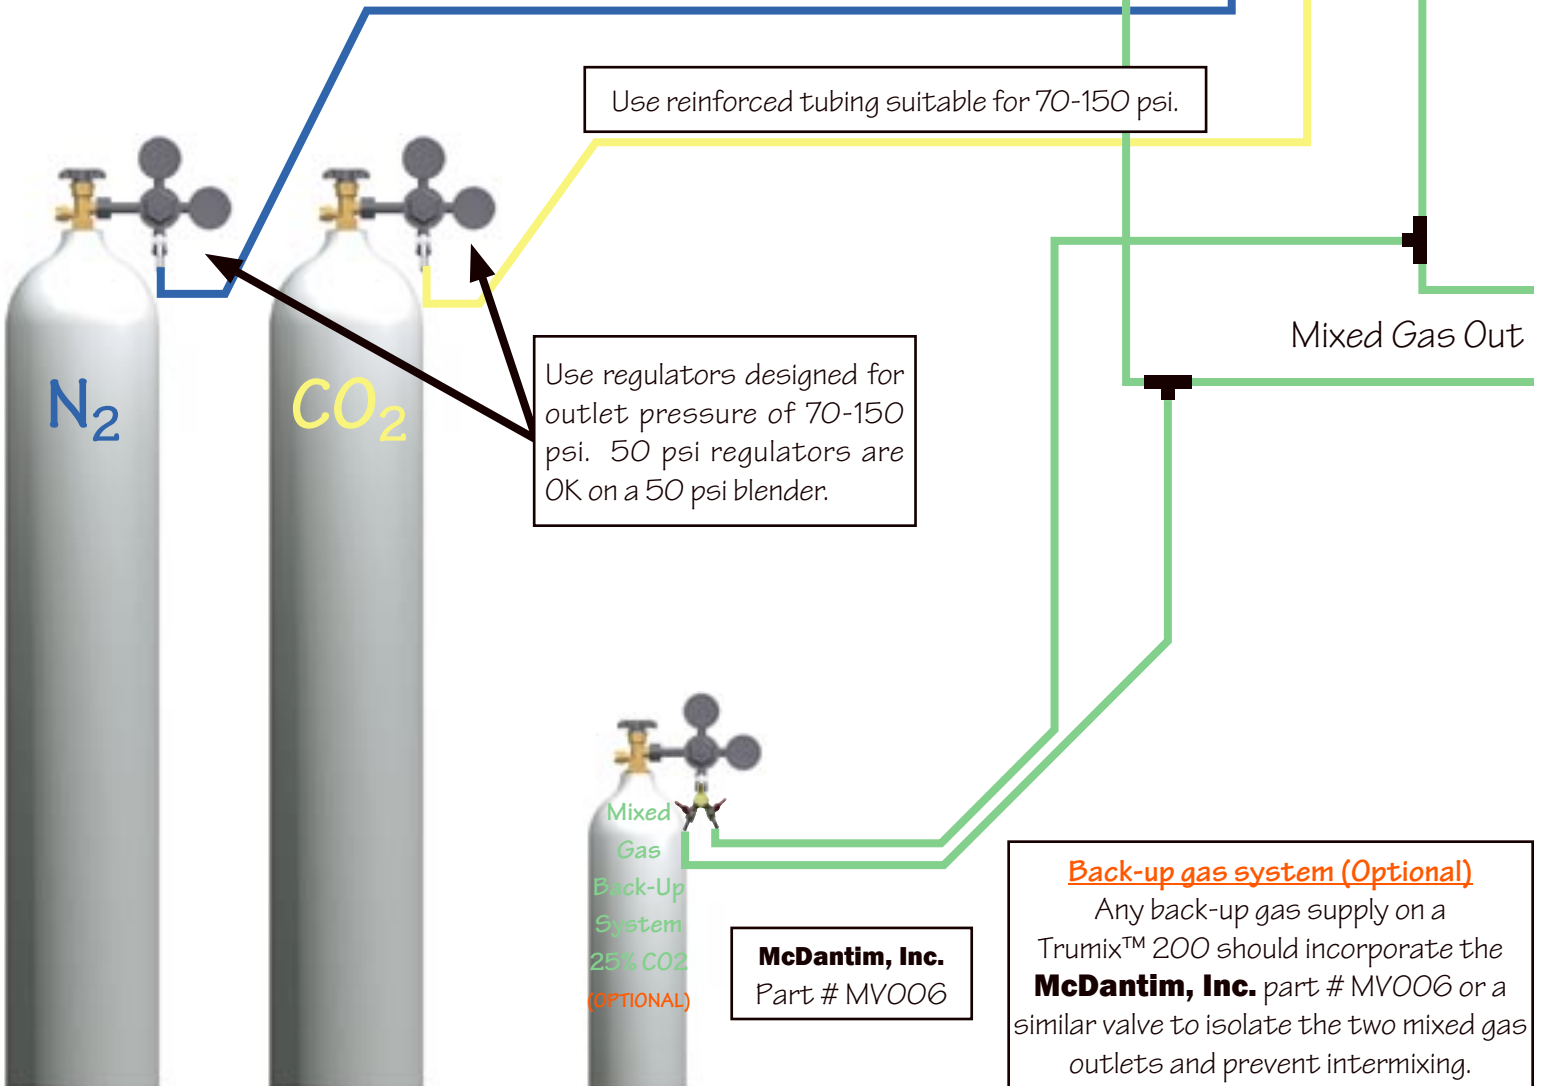 Use reinforced tubing suitable for 70-150 psi.
N2
CO2
Mixed Gas Out
Use regulators designed for
outlet pressure of 70-150
psi. 50 psi regulators are
OK on a 50 psi blender.
Mixed
Gas
Back-Up
System
25% CO2
(OPTIONAL)
McDantim, Inc.
Part # MV006
Back-up gas system (Optional)
Any back-up gas supply on a
Trumix™ 200 should incorporate the
McDantim, Inc. part # MV006 or a
similar valve to isolate the two mixed gas
outlets and prevent intermixing.